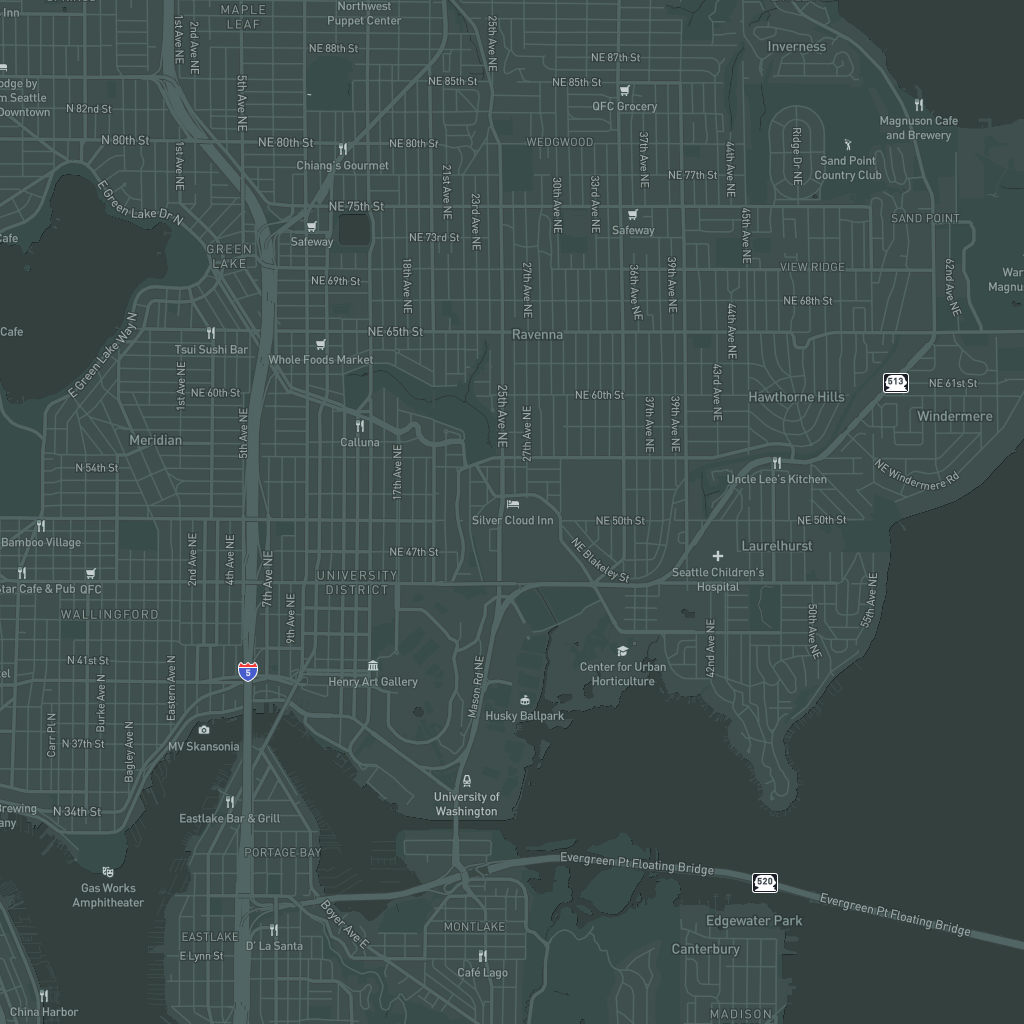 Inn
MAPLE
LEAF
Northwest
Puppet Center
1st Ave NE
2nd Ave NE
25th Ave NE
NE 88th St
NE 87th St
Inverness
NE 85th St
NE 85th St
odge by
m Seattle
Downtown
5th Ave NE
QFC Grocery
N 82nd St
Magnuson Cafe
and Brewery
N 80th St
NE 80th St
NE 80th St
WEDGWOOD
37th Ave NE
44th Ave NE
Ridge Dr NE
Sand Point
Country Club
1st Ave NE
Chiang's Gourmet
21st Ave NE
NE 77th St
E Green Lake Dr N
NE 75th St
23rd Ave NE
30th Ave NE
33rd Ave NE
45th Ave NE
SAND POINT
Cafe
Safeway
NE 73rd St
Safeway
GREEN
LAKE
NE 69th St
18th Ave NE
27th Ave NE
36th Ave NE
39th Ave NE
VIEW RIDGE
62nd Ave NE
War
Magnus
NE 68th St
Cafe
NE 65th St
Ravenna
44th Ave NE
Tsui Sushi Bar
Whole Foods Market
E Green Lake Way N
1st Ave NE
NE 60th St
NE 60th St
43rd Ave NE
513
NE 61st St
Hawthorne Hills
Windermere
5th Ave NE
Meridian
Calluna
25th Ave NE
27th Ave NE
37th Ave NE
39th Ave NE
N 54th St
17th Ave NE
Uncle Lee's Kitchen
NE Windermere Rd
Bamboo Village
Silver Cloud Inn
NE 50th St
NE 50th St
2nd Ave NE
4th Ave NE
7th Ave NE
NE 47th St
NE Blakeley St
Laurelhurst
Seattle Children's
Hospital
Star Cafe & Pub
QFC
UNIVERSITY
DISTRICT
WALLINGFORD
9th Ave NE
50th Ave NE
55th Ave NE
42nd Ave NE
N 41st St
Eastern Ave N
5
Henry Art Gallery
Mason Rd NE
Center for Urban
Horticulture
tel
Burke Ave N
Carr Pl N
Bagley Ave N
Husky Ballpark
N 37th St
MV Skansonia
Brewing
any
N 34th St
Eastlake Bar & Grill
University of
Washington
PORTAGE BAY
Gas Works
Amphitheater
Evergreen Pt Floating Bridge
520
Evergreen Pt Floating Bridge
Boyer Ave E
MONTLAKE
Edgewater Park
EASTLAKE
D' La Santa
E Lynn St
Canterbury
Café Lago
China Harbor
MADISON